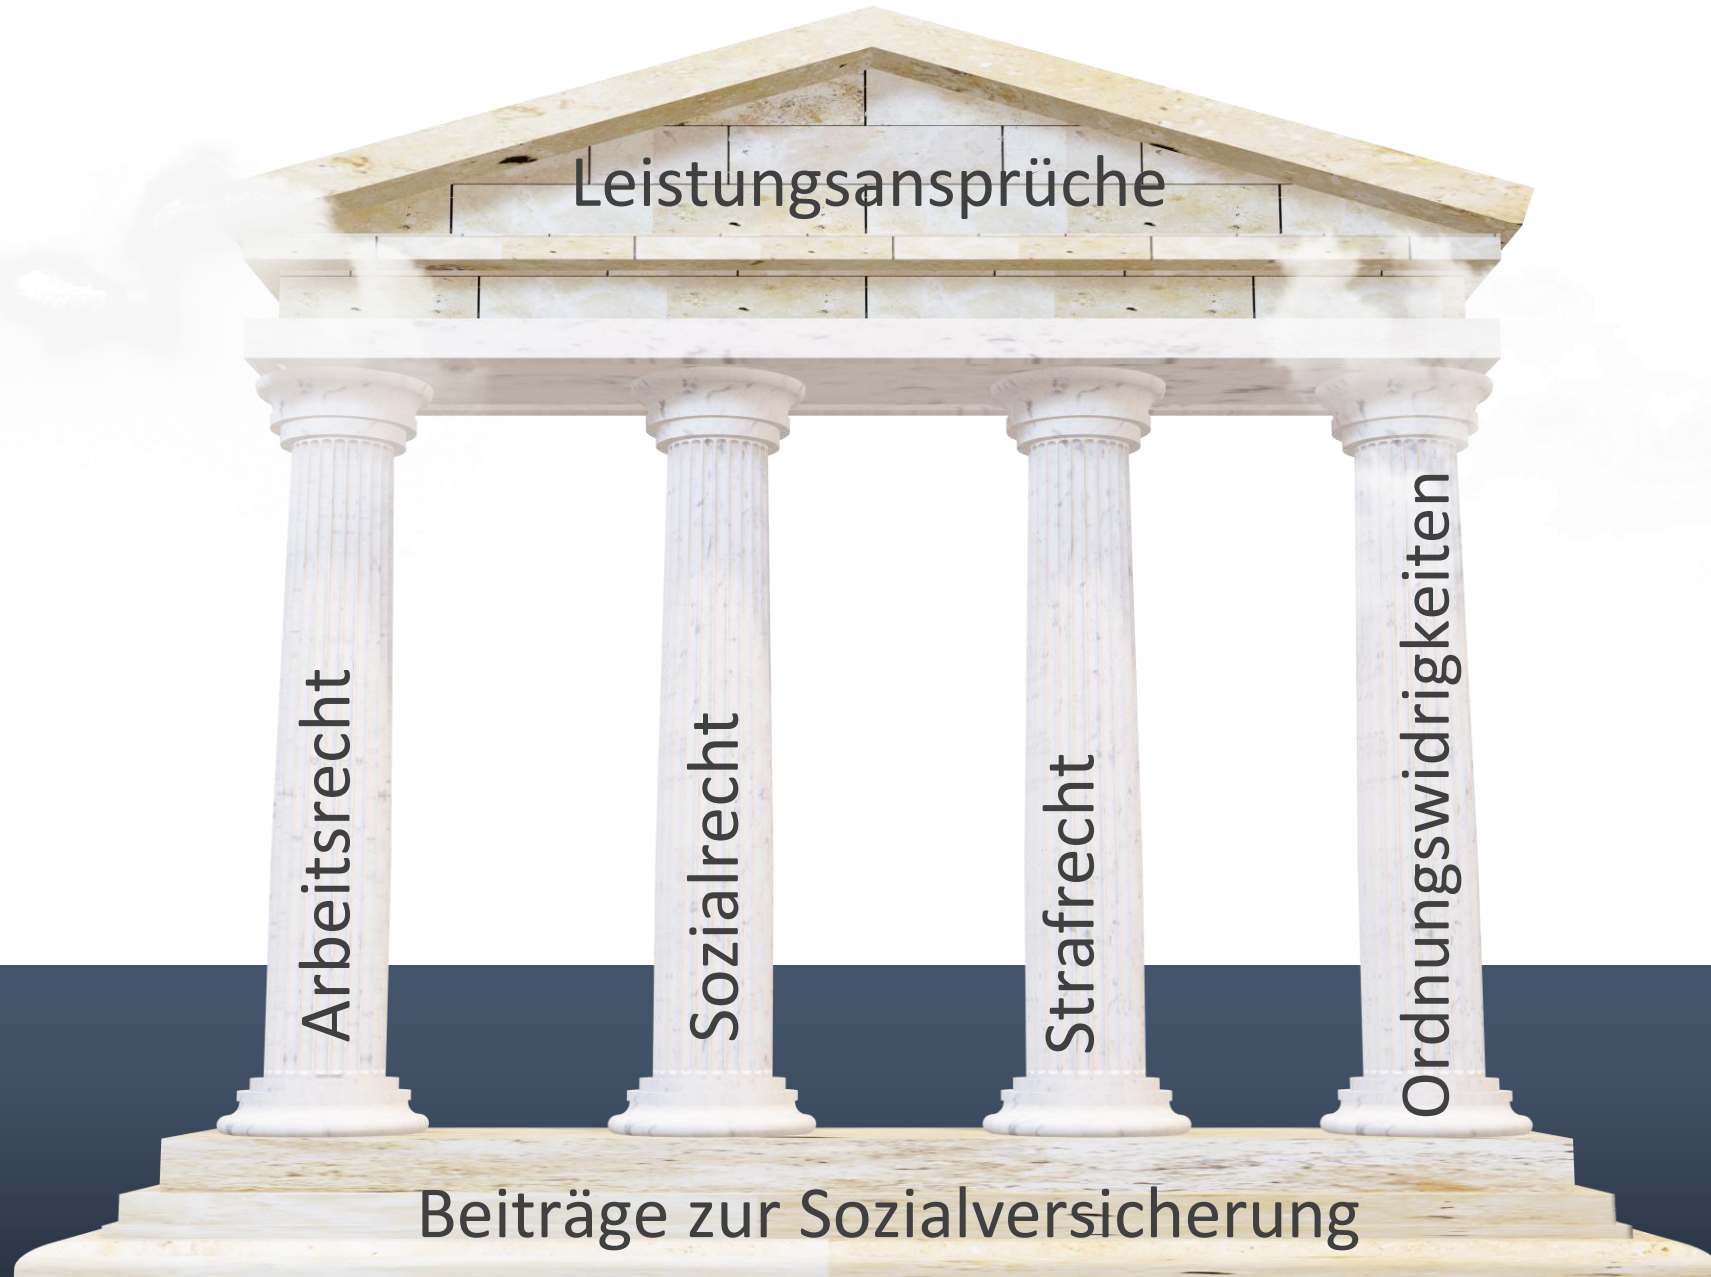 Leistungsansprüche
Arbeitsrecht
Sozialrecht
Strafrecht
Ordnungswidrigkeiten
Beiträge zur Sozialversicherung